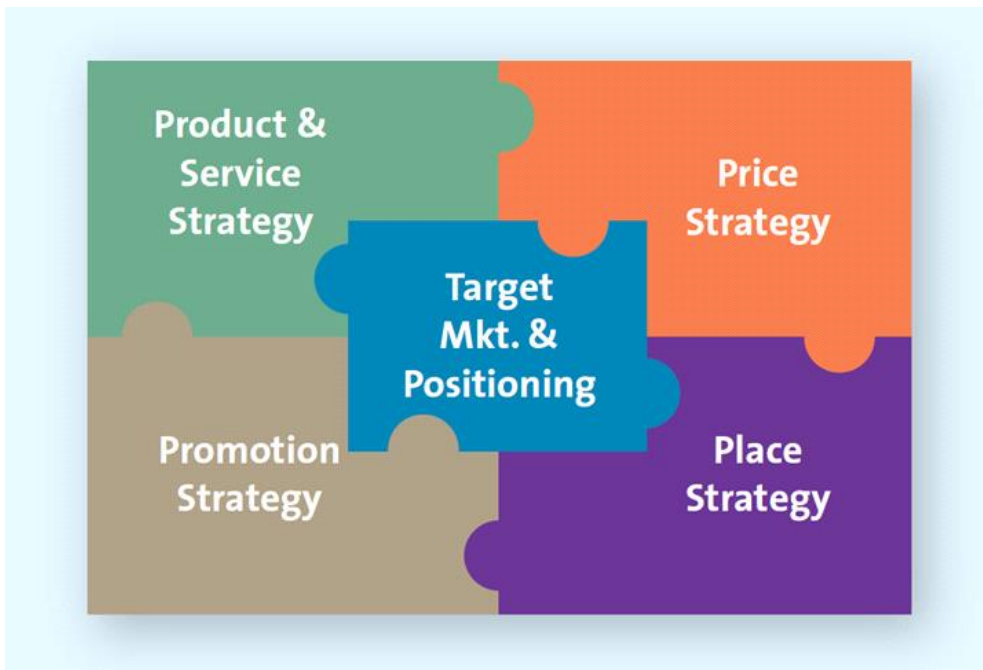 Product &
Service
Strategy
Price
Strategy
Target
Mkt. &
Positioning
Promotion
Strategy
Place
Strategy